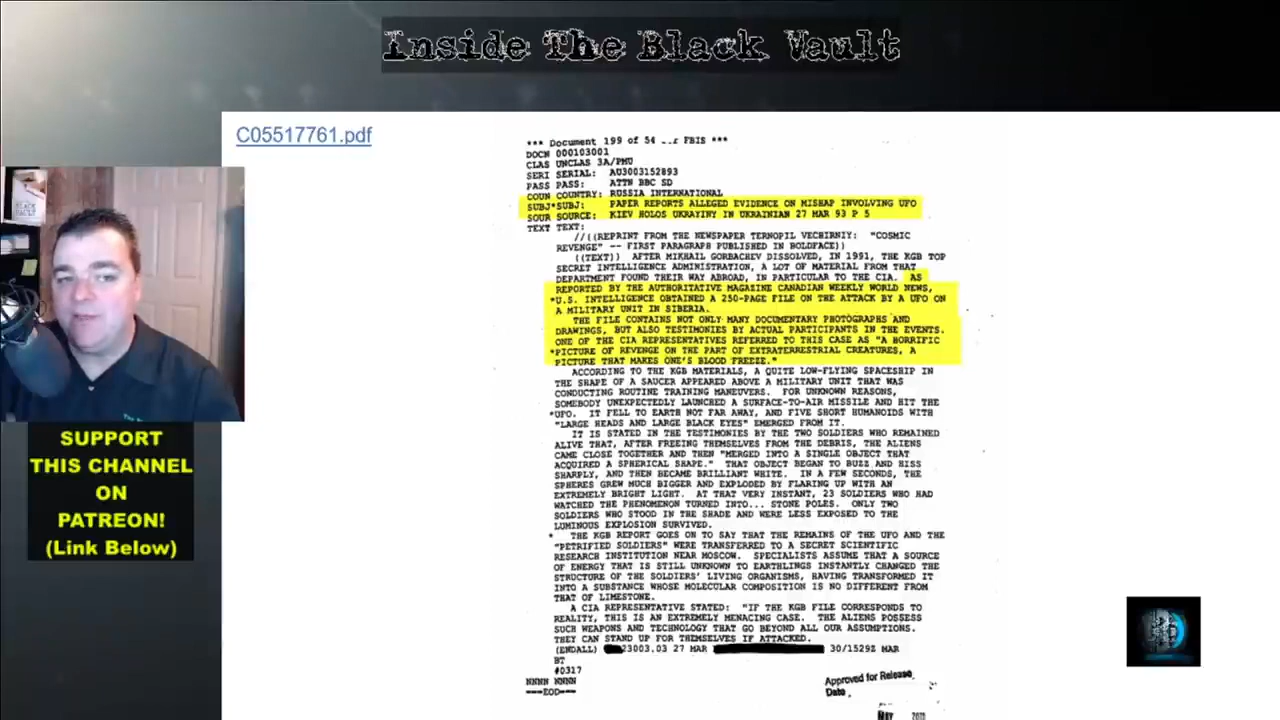 Inside The Black Vault
C05517761.pdf
*** Document 199 of 54 FBIS ***
DOCN 000103001
CLAS UNCLAS 3A/PMU
SERI SERIAL: AU3003152893
PASS PASS: ATTN BBC SD
COUN COUNTRY: RUSSIA INTERNATIONAL
SUBJ*SUBJ: PAPER REPORTS ALLEGED EVIDENCE ON MISHAP INVOLVING UFO
SOUR SOURCE: KIEV HOLOS UKRAYINY IN UKRAINIAN 27 MAR 93 P 5
TEXT TEXT:
//((REPRINT FROM THE NEWSPAPER TERNOPIL VECHIRNIY: "COSMIC
REVENGE" -- FIRST PARAGRAPH PUBLISHED IN BOLDFACE))
((TEXT)) AFTER MIKHAIL GORBACHEV DISSOLVED, IN 1991, THE KGB TOP
SECRET INTELLIGENCE ADMINISTRATION, A LOT OF MATERIAL FROM THAT
DEPARTMENT FOUND THEIR WAY ABROAD, IN PARTICULAR TO THE CIA. AS
REPORTED BY THE AUTHORITATIVE MAGAZINE CANADIAN WEEKLY WORLD NEWS,
*U.S. INTELLIGENCE OBTAINED A 250-PAGE FILE ON THE ATTACK BY A UFO ON
A MILITARY UNIT IN SIBERIA.
THE FILE CONTAINS NOT ONLY MANY DOCUMENTARY PHOTOGRAPHS AND
DRAWINGS, BUT ALSO TESTIMONIES BY ACTUAL PARTICIPANTS IN THE EVENTS.
ONE OF THE CIA REPRESENTATIVES REFERRED TO THIS CASE AS "A HORRIFIC
*PICTURE OF REVENGE ON THE PART OF EXTRATERRESTRIAL CREATURES, A
PICTURE THAT MAKES ONE'S BLOOD FREEZE."
ACCORDING TO THE KGB MATERIALS, A QUITE LOW-FLYING SPACESHIP IN
THE SHAPE OF A SAUCER APPEARED ABOVE A MILITARY UNIT THAT WAS
CONDUCTING ROUTINE TRAINING MANEUVERS. FOR UNKNOWN REASONS,
SOMEBODY UNEXPECTEDLY LAUNCHED A SURFACE-TO-AIR MISSILE AND HIT THE
*UFO. IT FELL TO EARTH NOT FAR AWAY, AND FIVE SHORT HUMANOIDS WITH
"LARGE HEADS AND LARGE BLACK EYES" EMERGED FROM IT.
IT IS STATED IN THE TESTIMONIES BY THE TWO SOLDIERS WHO REMAINED
ALIVE THAT, AFTER FREEING THEMSELVES FROM THE DEBRIS, THE ALIENS
CAME CLOSE TOGETHER AND THEN "MERGED INTO A SINGLE OBJECT THAT
ACQUIRED A SPHERICAL SHAPE." THAT OBJECT BEGAN TO BUZZ AND HISS
SHARPLY, AND THEN BECAME BRILLIANT WHITE. IN A FEW SECONDS, THE
SPHERES GREW MUCH BIGGER AND EXPLODED BY FLARING UP WITH AN
EXTREMELY BRIGHT LIGHT. AT THAT VERY INSTANT, 23 SOLDIERS WHO HAD
WATCHED THE PHENOMENON TURNED INTO... STONE POLES. ONLY TWO
SOLDIERS WHO STOOD IN THE SHADE AND WERE LESS EXPOSED TO THE
LUMINOUS EXPLOSION SURVIVED.
* THE KGB REPORT GOES ON TO SAY THAT THE REMAINS OF THE UFO AND THE
"PETRIFIED SOLDIERS" WERE TRANSFERRED TO A SECRET SCIENTIFIC
RESEARCH INSTITUTION NEAR MOSCOW. SPECIALISTS ASSUME THAT A SOURCE
OF ENERGY THAT IS STILL UNKNOWN TO EARTHLINGS INSTANTLY CHANGED THE
STRUCTURE OF THE SOLDIERS' LIVING ORGANISMS, HAVING TRANSFORMED IT
INTO A SUBSTANCE WHOSE MOLECULAR COMPOSITION IS NO DIFFERENT FROM
THAT OF LIMESTONE.
A CIA REPRESENTATIVE STATED: "IF THE KGB FILE CORRESPONDS TO
REALITY, THIS IS AN EXTREMELY MENACING CASE. THE ALIENS POSSESS
SUCH WEAPONS AND TECHNOLOGY THAT GO BEYOND ALL OUR ASSUMPTIONS.
THEY CAN STAND UP FOR THEMSELVES IF ATTACKED.
(ENDALL) 23003.03 27 MAR 30/1529Z MAR
BT
#0317
NNNN NNNN
---EOD---
Approved for Release
Date
MAY
SUPPORT
THIS CHANNEL
ON
PATREON!
(Link Below)